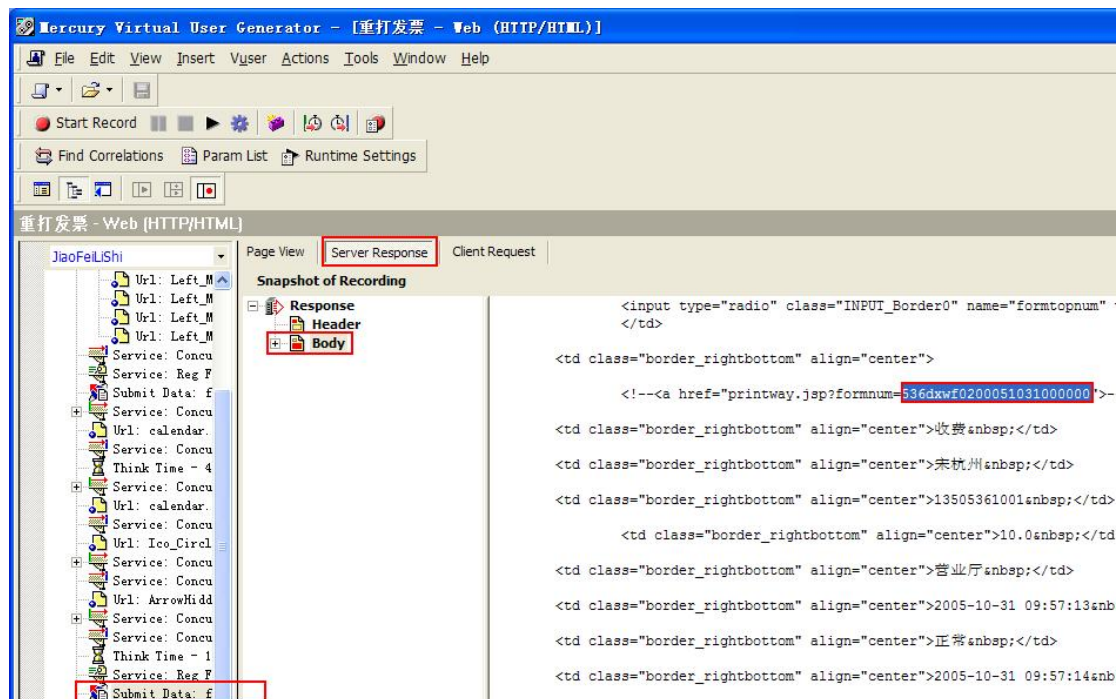 Mercury Virtual User Generator - [重打发票 - Web (HTTP/HTML)]
File Edit View Insert Vuser Actions Tools Window Help
Start Record
Find Correlations Param List Runtime Settings
重打发票 - Web (HTTP/HTML)
JiaoFeiLiShi
Url: Left_M
Url: Left_M
Url: Left_M
Url: Left_M
Service: Concu
Service: Reg F
Submit Data: f
Service: Concu
Url: calendar.
Service: Concu
Think Time - 4
Service: Concu
Url: calendar.
Service: Concu
Url: Ico_Circl
Service: Concu
Service: Concu
Url: ArrowHidd
Service: Concu
Service: Concu
Think Time - 1
Service: Reg F
Submit Data: f
Page View Server Response Client Request
Snapshot of Recording
Response
Header
Body
<input type="radio" class="INPUT_Border0" name="formtopnum"
</td>
<td class="border_rightbottom" align="center">
<!--<a href="printway.jsp?formnum=536dxwf0200051031000000">-
<td class="border_rightbottom" align="center">收费&nbsp;</td>
<td class="border_rightbottom" align="center">宋杭州&nbsp;</td>
<td class="border_rightbottom" align="center">13505361001&nbsp;</td>
<td class="border_rightbottom" align="center">10.0&nbsp;</td
<td class="border_rightbottom" align="center">营业厅&nbsp;</td>
<td class="border_rightbottom" align="center">2005-10-31 09:57:13&nb
<td class="border_rightbottom" align="center">正常&nbsp;</td>
<td class="border_rightbottom" align="center">2005-10-31 09:57:14&nb